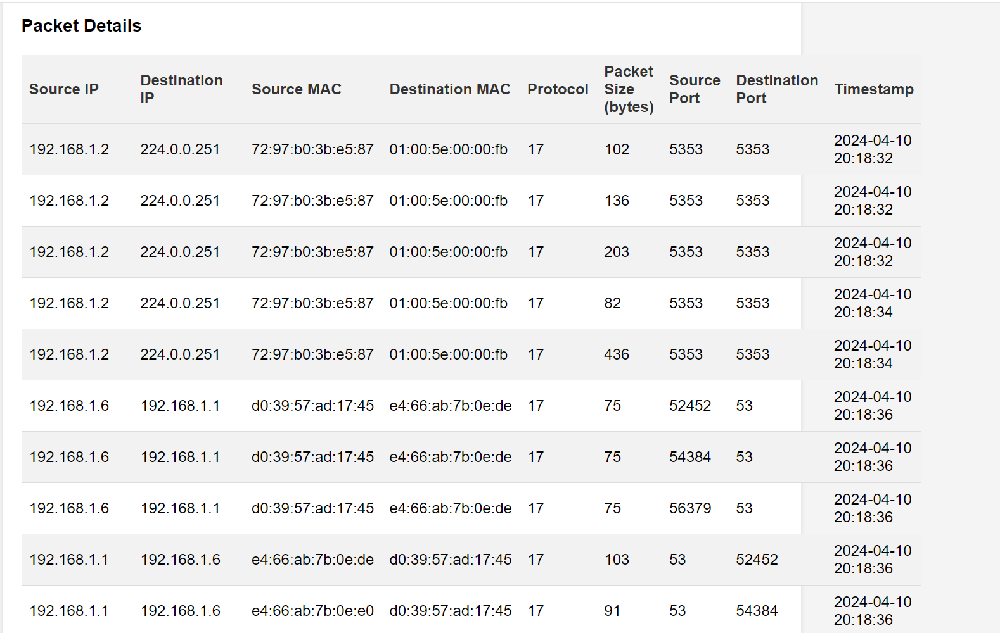 Packet Details
Source IP Destination IP Source MAC Destination MAC Protocol Packet Size (bytes) Source Port Destination Port Timestamp
192.168.1.2 224.0.0.251 72:97:b0:3b:e5:87 01:00:5e:00:00:fb 17 102 5353 5353 2024-04-10 20:18:32
192.168.1.2 224.0.0.251 72:97:b0:3b:e5:87 01:00:5e:00:00:fb 17 136 5353 5353 2024-04-10 20:18:32
192.168.1.2 224.0.0.251 72:97:b0:3b:e5:87 01:00:5e:00:00:fb 17 203 5353 5353 2024-04-10 20:18:32
192.168.1.2 224.0.0.251 72:97:b0:3b:e5:87 01:00:5e:00:00:fb 17 82 5353 5353 2024-04-10 20:18:34
192.168.1.2 224.0.0.251 72:97:b0:3b:e5:87 01:00:5e:00:00:fb 17 436 5353 5353 2024-04-10 20:18:34
192.168.1.6 192.168.1.1 d0:39:57:ad:17:45 e4:66:ab:7b:0e:de 17 75 52452 53 2024-04-10 20:18:36
192.168.1.6 192.168.1.1 d0:39:57:ad:17:45 e4:66:ab:7b:0e:de 17 75 54384 53 2024-04-10 20:18:36
192.168.1.6 192.168.1.1 d0:39:57:ad:17:45 e4:66:ab:7b:0e:de 17 75 56379 53 2024-04-10 20:18:36
192.168.1.1 192.168.1.6 e4:66:ab:7b:0e:de d0:39:57:ad:17:45 17 103 53 52452 2024-04-10 20:18:36
192.168.1.1 192.168.1.6 e4:66:ab:7b:0e:e0 d0:39:57:ad:17:45 17 91 53 54384 2024-04-10 20:18:36